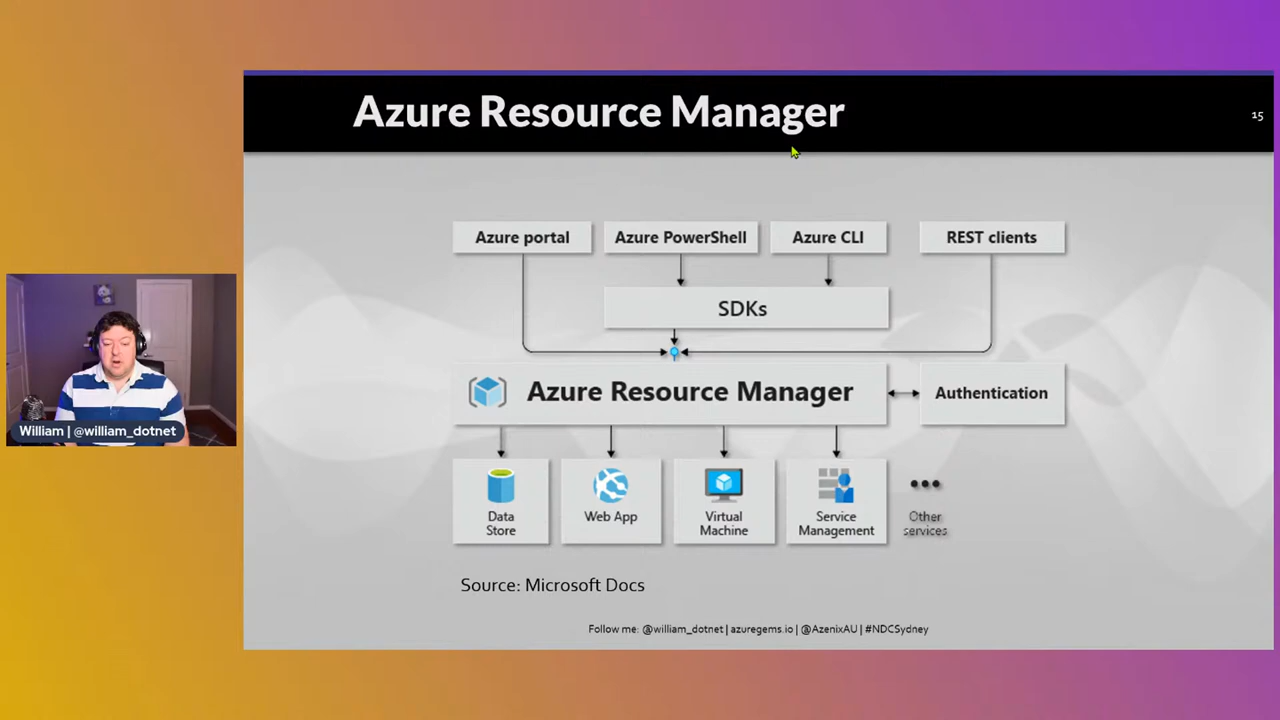 Azure Resource Manager
15
Azure portal
Azure PowerShell
Azure CLI
REST clients
SDKs
Azure Resource Manager
Authentication
Data
Store
Web App
Virtual
Machine
Service
Management
Other
services
Source: Microsoft Docs
Follow me: @william_dotnet | azuregems.io | @AzenixAU | #NDCSydney
William | @william_dotnet